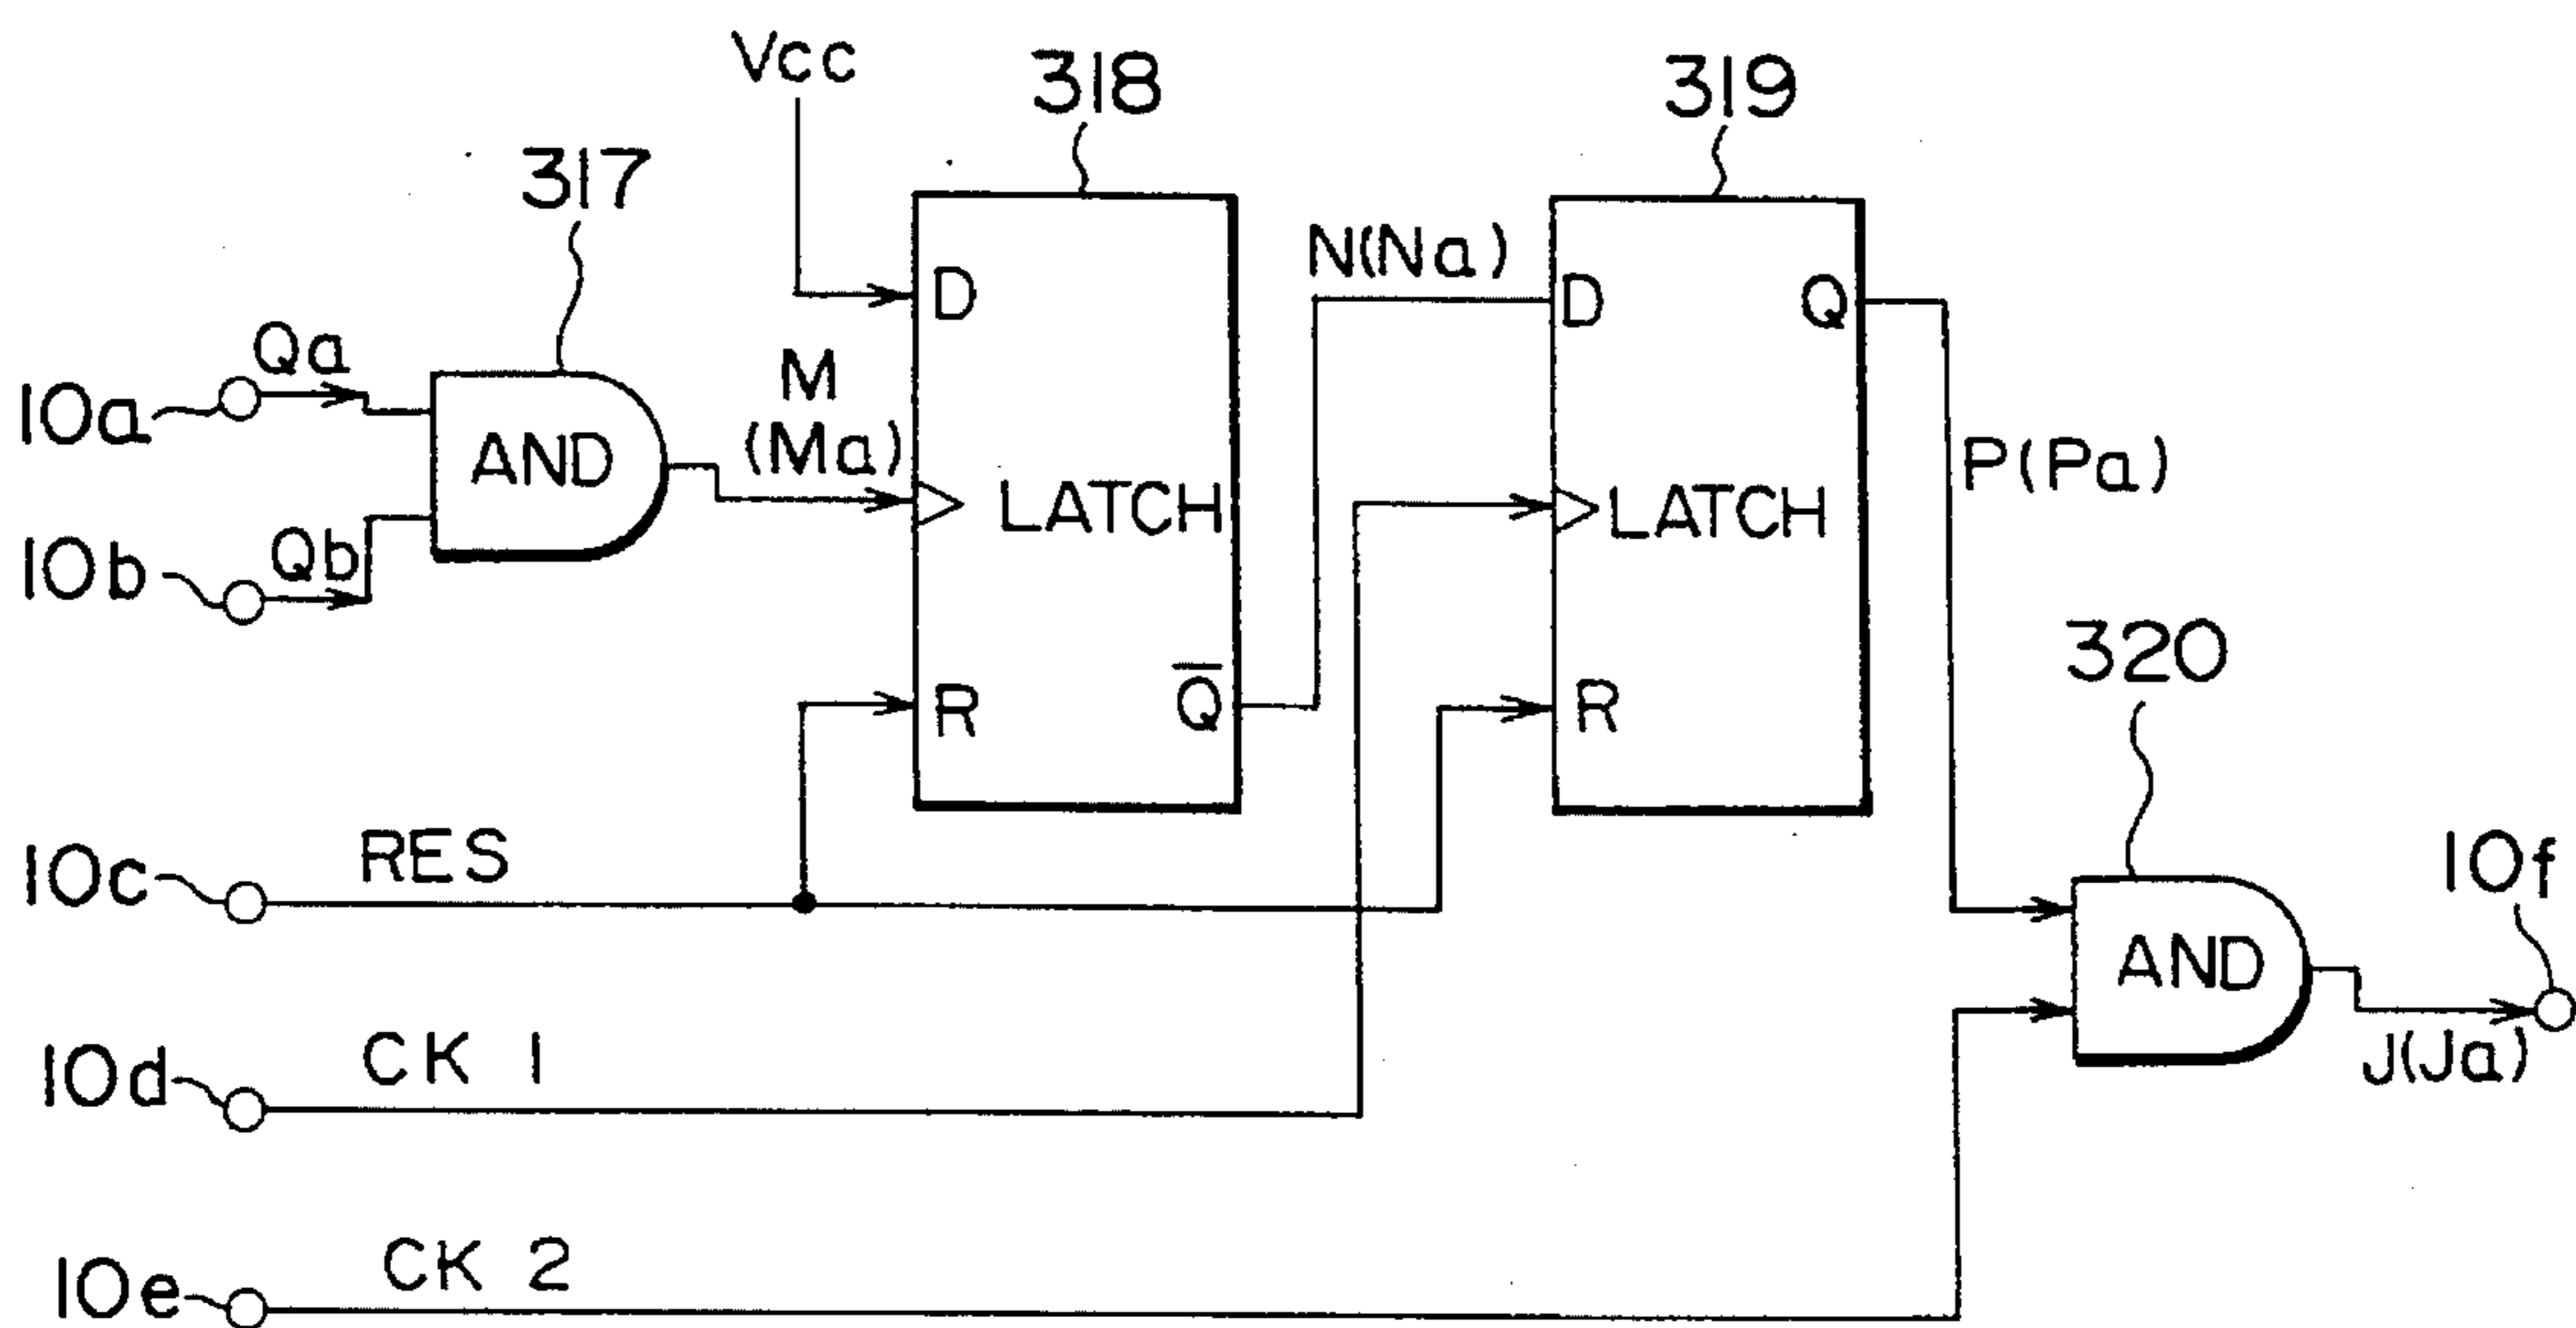 Vcc
318
319
317
N(Na)
D
D
Q
Qa
M
10a
(Ma)
AND
P(Pa)
LATCH
LATCH
10b
Qb
320
R
Q̅
R
10f
10c
RES
AND
10d
CK 1
J(Ja)
10e
CK 2